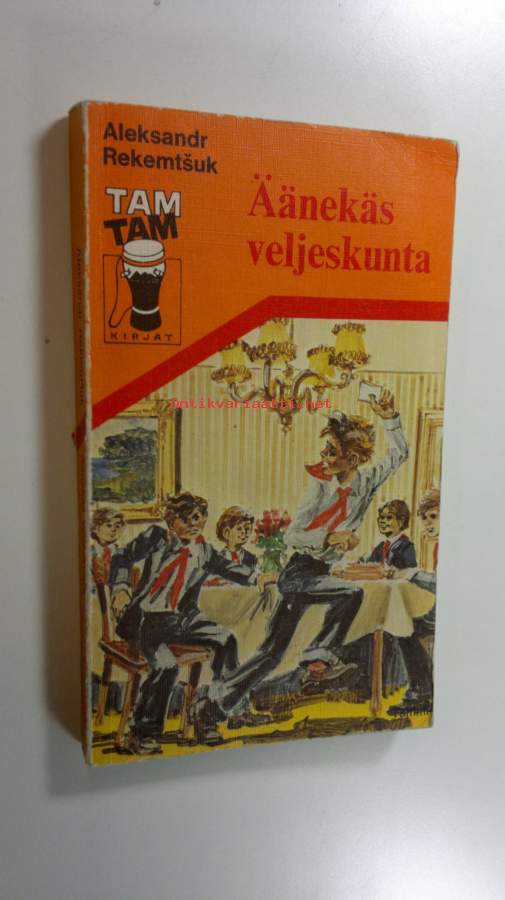 Aleksandr
Rekemtšuk
TAM
TAM
KIRJAT
Äänekäs
veljeskunta
Antikvariaatti.net